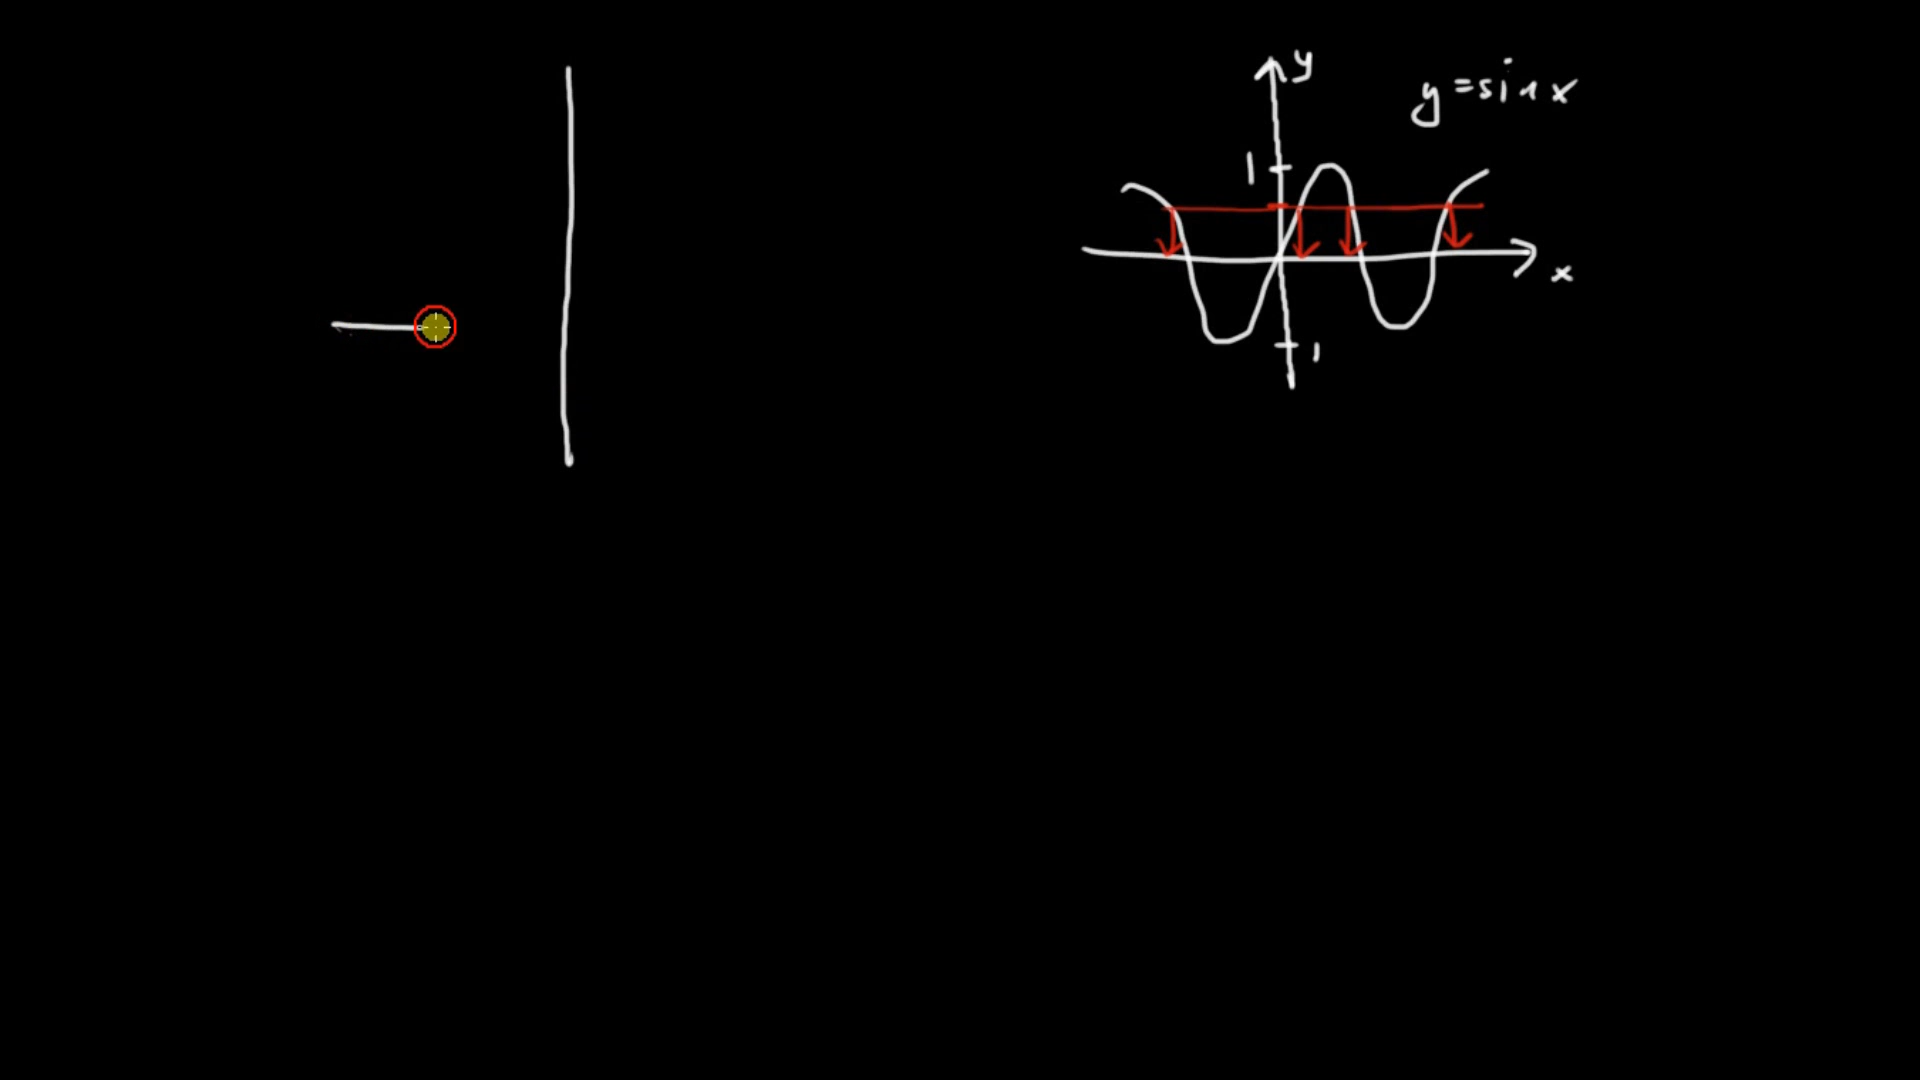 y
y = sin x
1
x
1